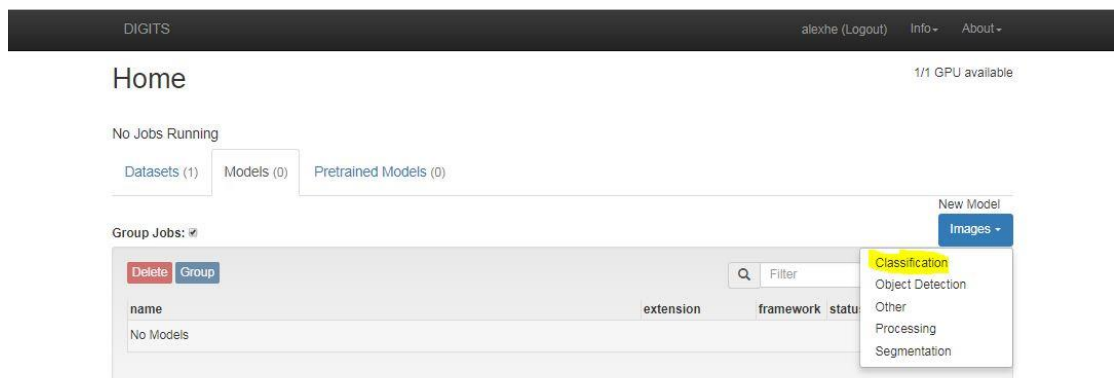 DIGITS alexhe (Logout) Info About
Home 1/1 GPU available
No Jobs Running
Datasets (1) Models (0) Pretrained Models (0)
New Model
Group Jobs: Images
Delete Group Filter Classification
Object Detection
name extension framework Other
No Models Processing
Segmentation